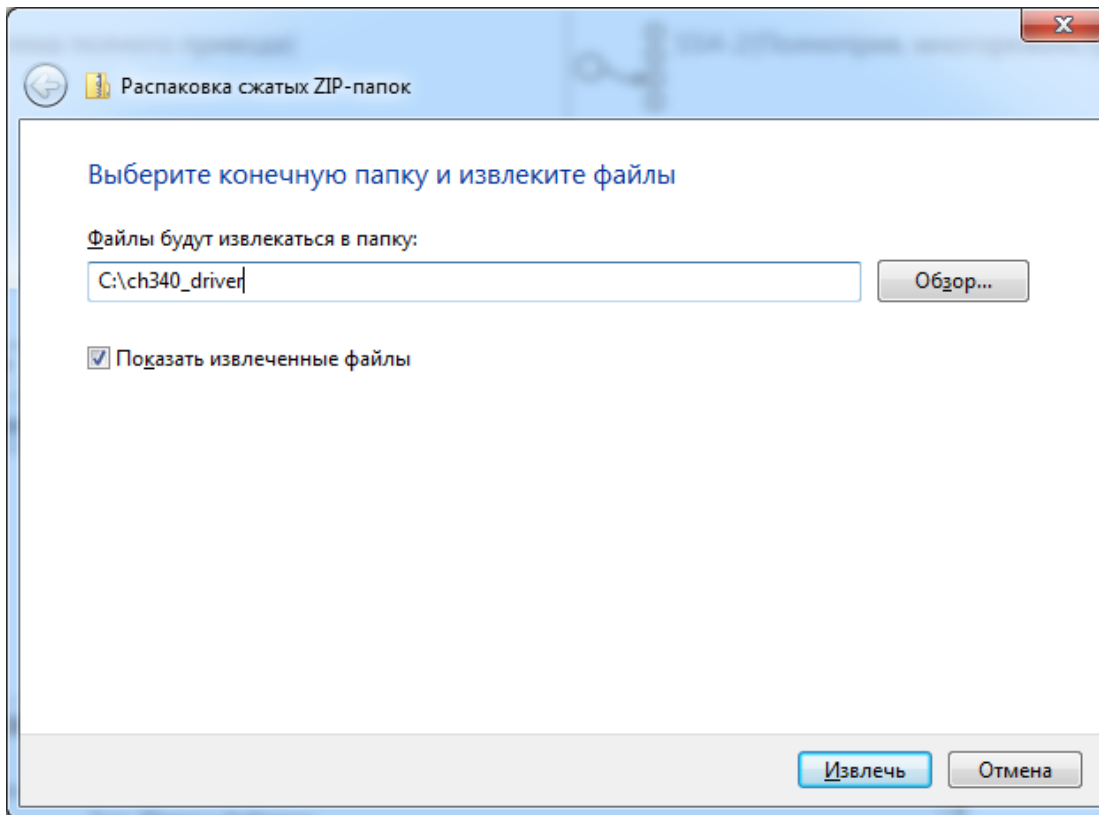 Распаковка сжатых ZIP-папок
Выберите конечную папку и извлеките файлы
Файлы будут извлекаться в папку:
C:\ch340_driver
Обзор...
Показать извлеченные файлы
Извлечь
Отмена